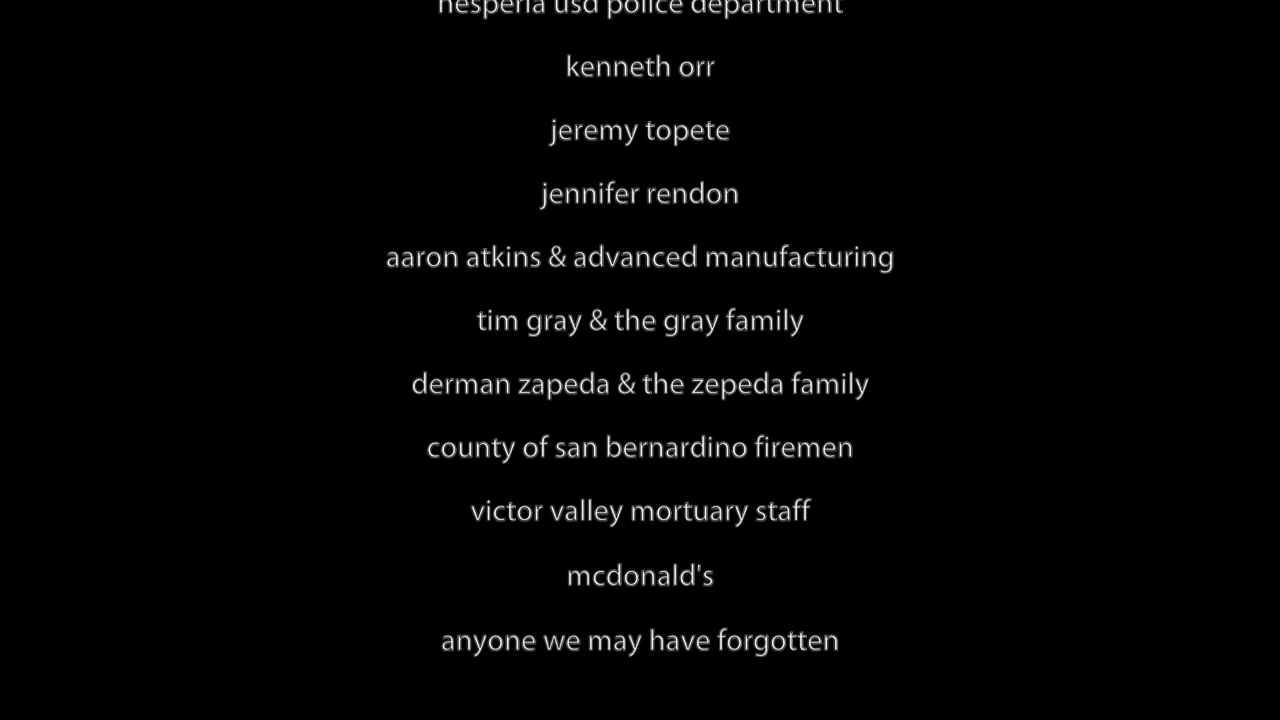 hesperia usd police department
kenneth orr
jeremy topete
jennifer rendon
aaron atkins & advanced manufacturing
tim gray & the gray family
derman zapeda & the zepeda family
county of san bernardino firemen
victor valley mortuary staff
mcdonald's
anyone we may have forgotten